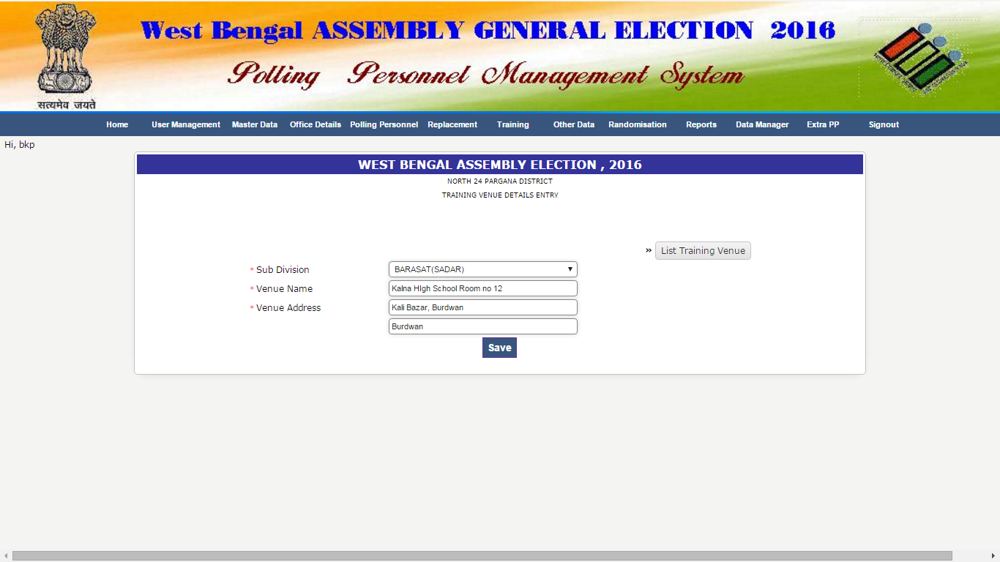 West Bengal ASSEMBLY GENERAL ELECTION 2016
Polling Personnel Management System
सत्यमेव जयते
Home User Management Master Data Office Details Polling Personnel Replacement Training Other Data Randomisation Reports Data Manager Extra PP Signout
Hi, bkp
WEST BENGAL ASSEMBLY ELECTION , 2016
NORTH 24 PARGANA DISTRICT
TRAINING VENUE DETAILS ENTRY
» List Training Venue
* Sub Division BARASAT(SADAR)
* Venue Name Kalna HIgh School Room no 12
* Venue Address Kali Bazar, Burdwan
Burdwan
Save